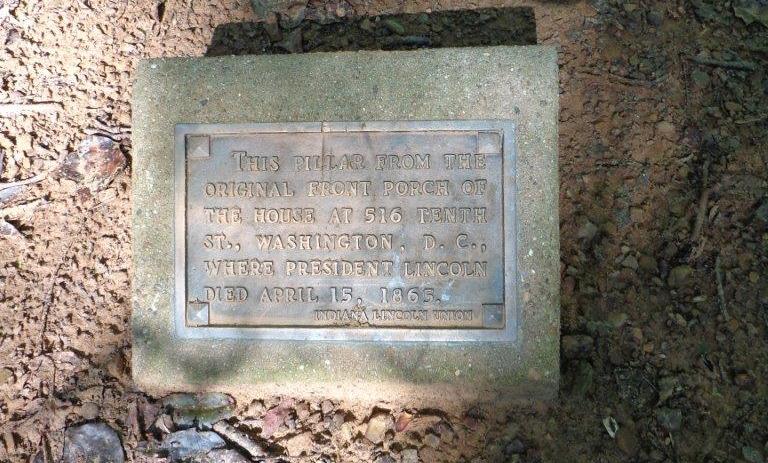 THIS PILLAR FROM THE
ORIGINAL FRONT PORCH OF
THE HOUSE AT 516 TENTH
ST., WASHINGTON, D. C.,
WHERE PRESIDENT LINCOLN
DIED APRIL 15, 1865.
INDIANA LINCOLN UNION